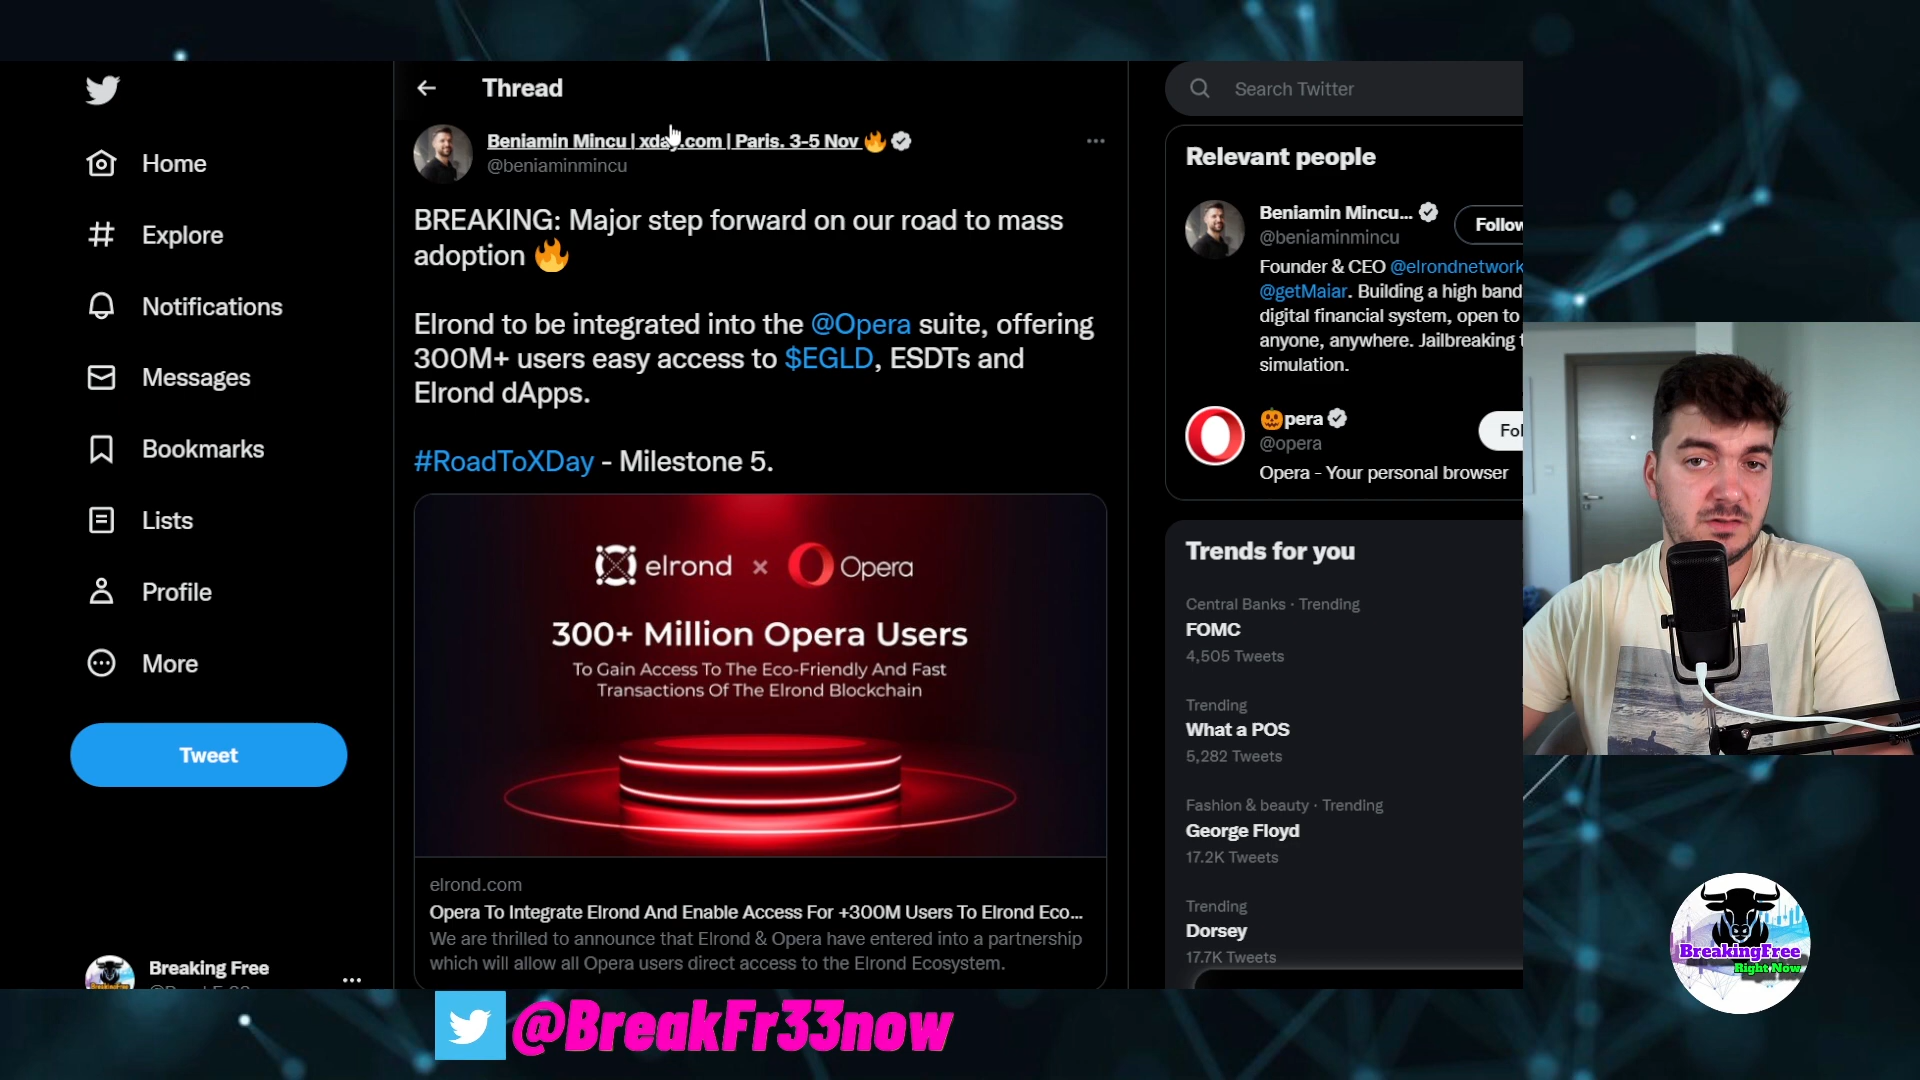 Thread
Search Twitter
Home
Explore
Notifications
Messages
Bookmarks
Lists
Profile
More
Tweet
Breaking Free
Beniamin Mincu | xday.com | Paris. 3-5 Nov 🔥
@beniaminmincu
BREAKING: Major step forward on our road to mass
adoption 🔥
Elrond to be integrated into the @Opera suite, offering
300M+ users easy access to $EGLD, ESDTs and
Elrond dApps.
#RoadToXDay - Milestone 5.
elrond × Opera
300+ Million Opera Users
To Gain Access To The Eco-Friendly And Fast
Transactions Of The Elrond Blockchain
elrond.com
Opera To Integrate Elrond And Enable Access For +300M Users To Elrond Eco...
We are thrilled to announce that Elrond & Opera have entered into a partnership
which will allow all Opera users direct access to the Elrond Ecosystem.
Relevant people
Beniamin Mincu...
@beniaminmincu
Follow
Founder & CEO @elrondnetwork
@getMaiar. Building a high band
digital financial system, open to
anyone, anywhere. Jailbreaking t
simulation.
🎃pera
@opera
Fol
Opera - Your personal browser
Trends for you
Central Banks · Trending
FOMC
4,505 Tweets
Trending
What a POS
5,282 Tweets
Fashion & beauty · Trending
George Floyd
17.2K Tweets
Trending
Dorsey
17.7K Tweets
@BreakFr33now
BreakingFree
Right Now